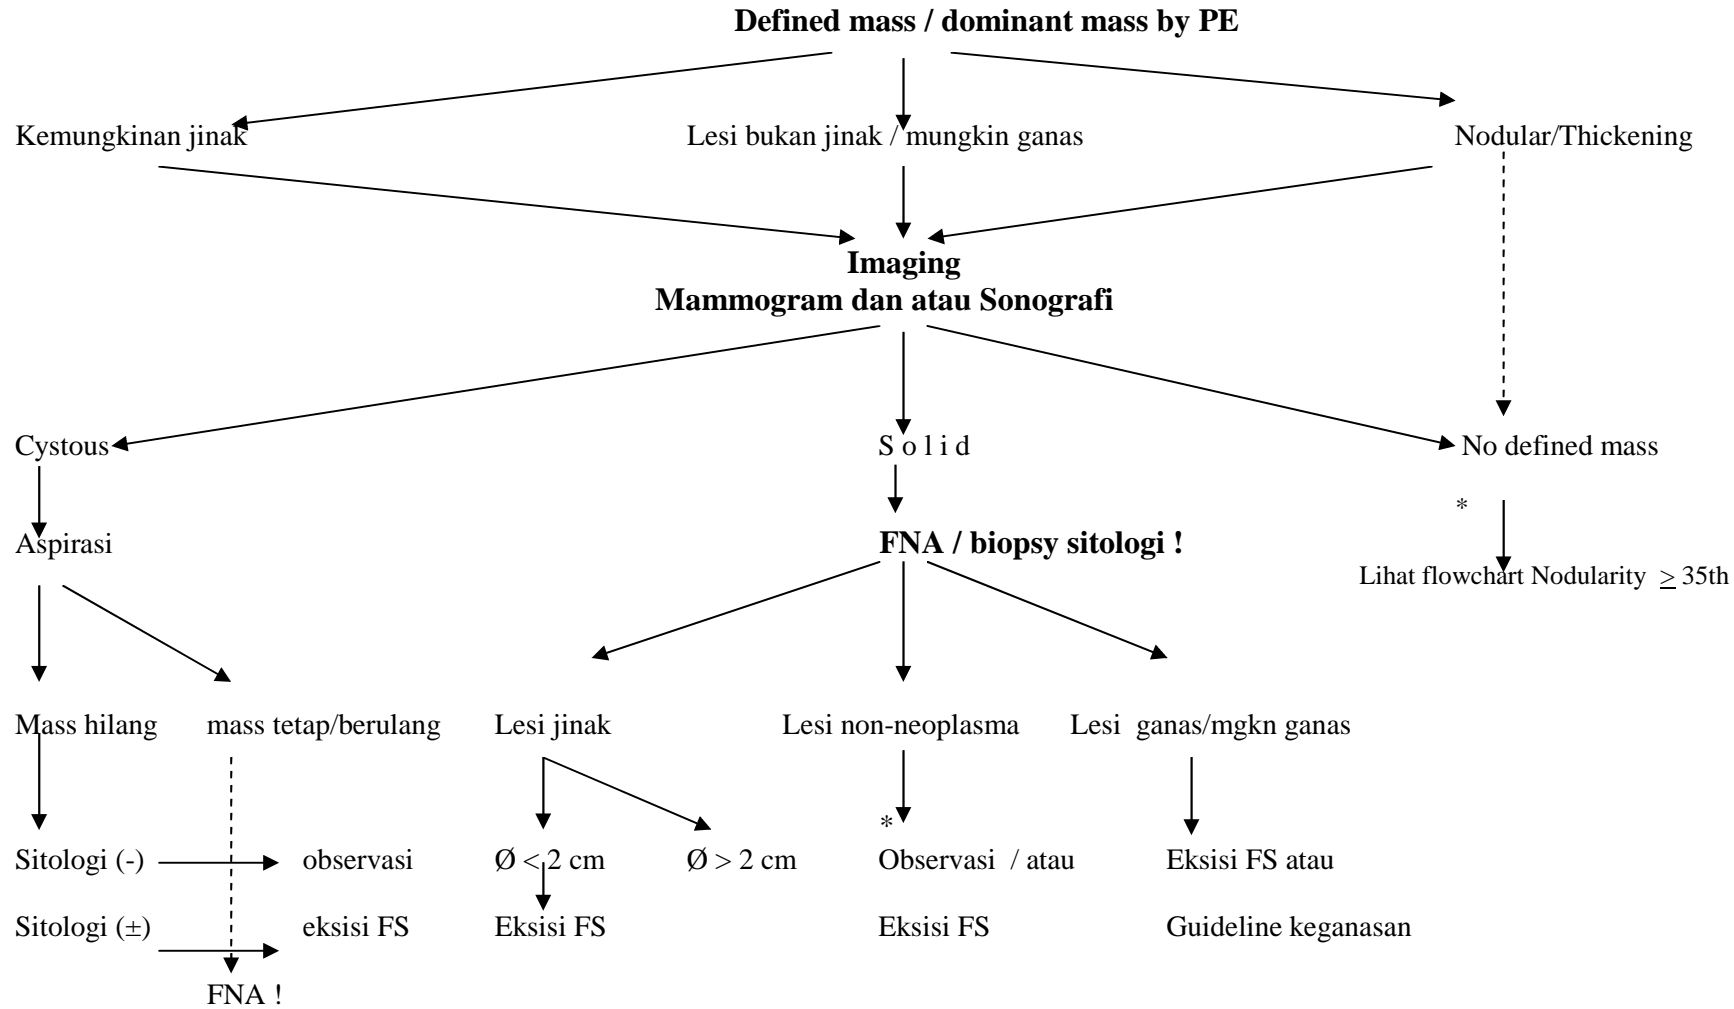 Defined mass / dominant mass by PE
Kemungkinan jinak Lesi bukan jinak / mungkin ganas Nodular/Thickening
Imaging
Mammogram dan atau Sonografi
Cystous S o l i d No defined mass
*
Aspirasi FNA / biopsy sitologi !
Lihat flowchart Nodularity ≥ 35th
Mass hilang mass tetap/berulang Lesi jinak Lesi non-neoplasma Lesi ganas/mgkn ganas
*
Sitologi (-) observasi Ø < 2 cm Ø > 2 cm Observasi / atau Eksisi FS atau
Sitologi (±) eksisi FS Eksisi FS Eksisi FS Guideline keganasan
FNA !